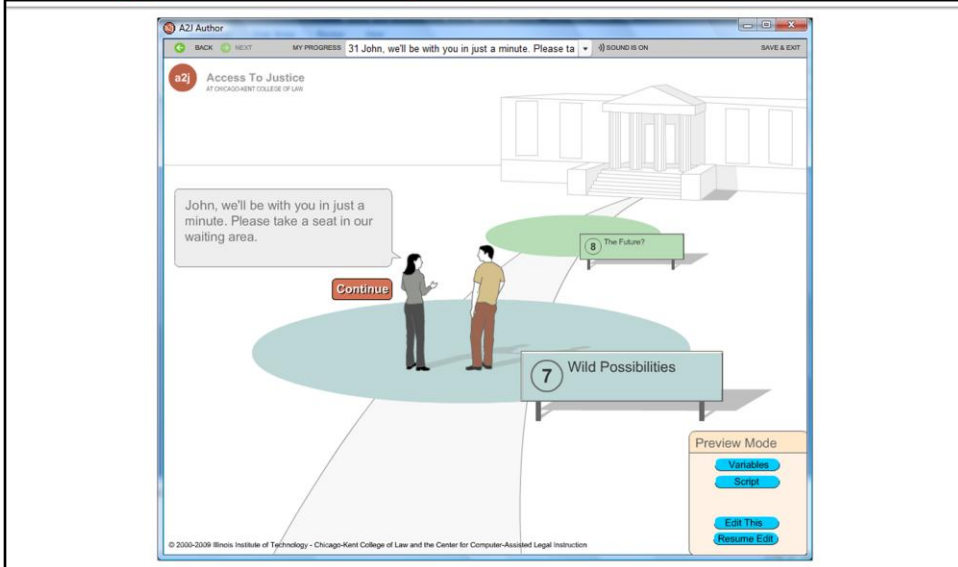 A2J Author
BACK NEXT MY PROGRESS 31 John, we'll be with you in just a minute. Please ta SOUND IS ON SAVE & EXIT
a2j Access To Justice
AT CHICAGO-KENT COLLEGE OF LAW
John, we'll be with you in just a
minute. Please take a seat in our
waiting area.
8 The Future?
Continue
7 Wild Possibilities
Preview Mode
Variables
Script
Edit This
Resume Edit
© 2000-2009 Illinois Institute of Technology - Chicago-Kent College of Law and the Center for Computer-Assisted Legal Instruction